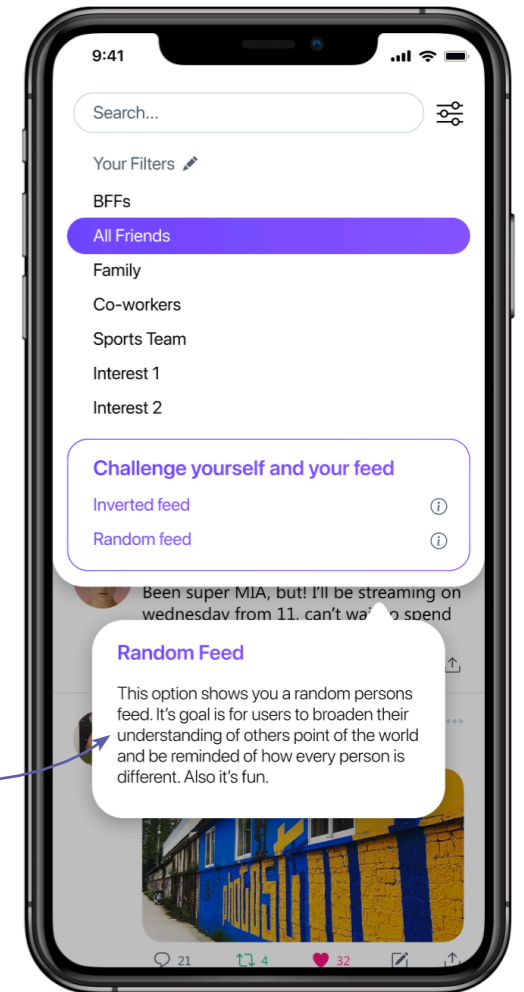 9:41
Search...
Your Filters
BFFs
All Friends
Family
Co-workers
Sports Team
Interest 1
Interest 2
Challenge yourself and your feed
Inverted feed
i
Random feed
i
Been super MIA, but! I'll be streaming on
wednesday from 11, can't wait to spend
Random Feed
This option shows you a random persons
feed. It's goal is for users to broaden their
understanding of others point of the world
and be reminded of how every person is
different. Also it's fun.
21 4 32